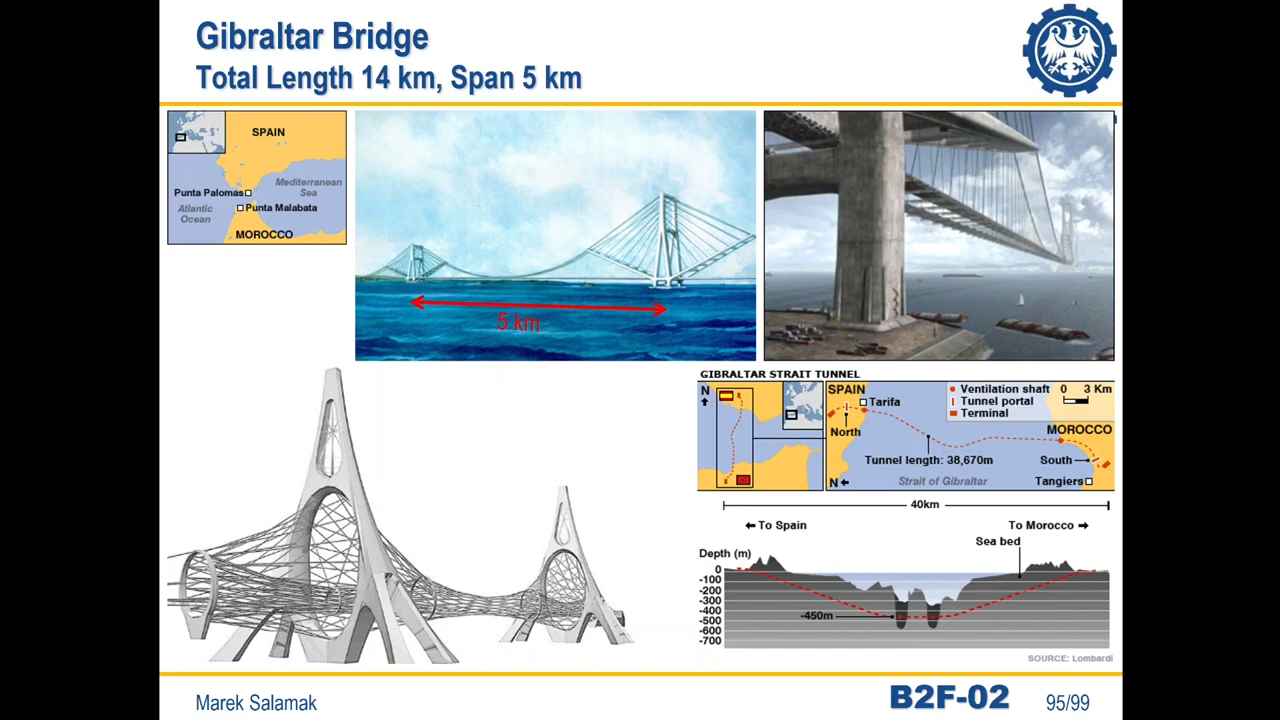 Gibraltar Bridge
Total Length 14 km, Span 5 km
SPAIN
Punta Palomas
Mediterranean
Sea
Atlantic
Ocean
Punta Malabata
MOROCCO
5 km
GIBRALTAR STRAIT TUNNEL
N
SPAIN
Tarifa
North
Ventilation shaft
Tunnel portal
Terminal
0 3 Km
MOROCCO
Tunnel length: 38,670m
South
N
Strait of Gibraltar
Tangiers
40km
To Spain
To Morocco
Sea bed
Depth (m)
0
-100
-200
-300
-400
-500
-600
-700
-450m
SOURCE: Lombardi
Marek Salamak
B2F-02
95/99